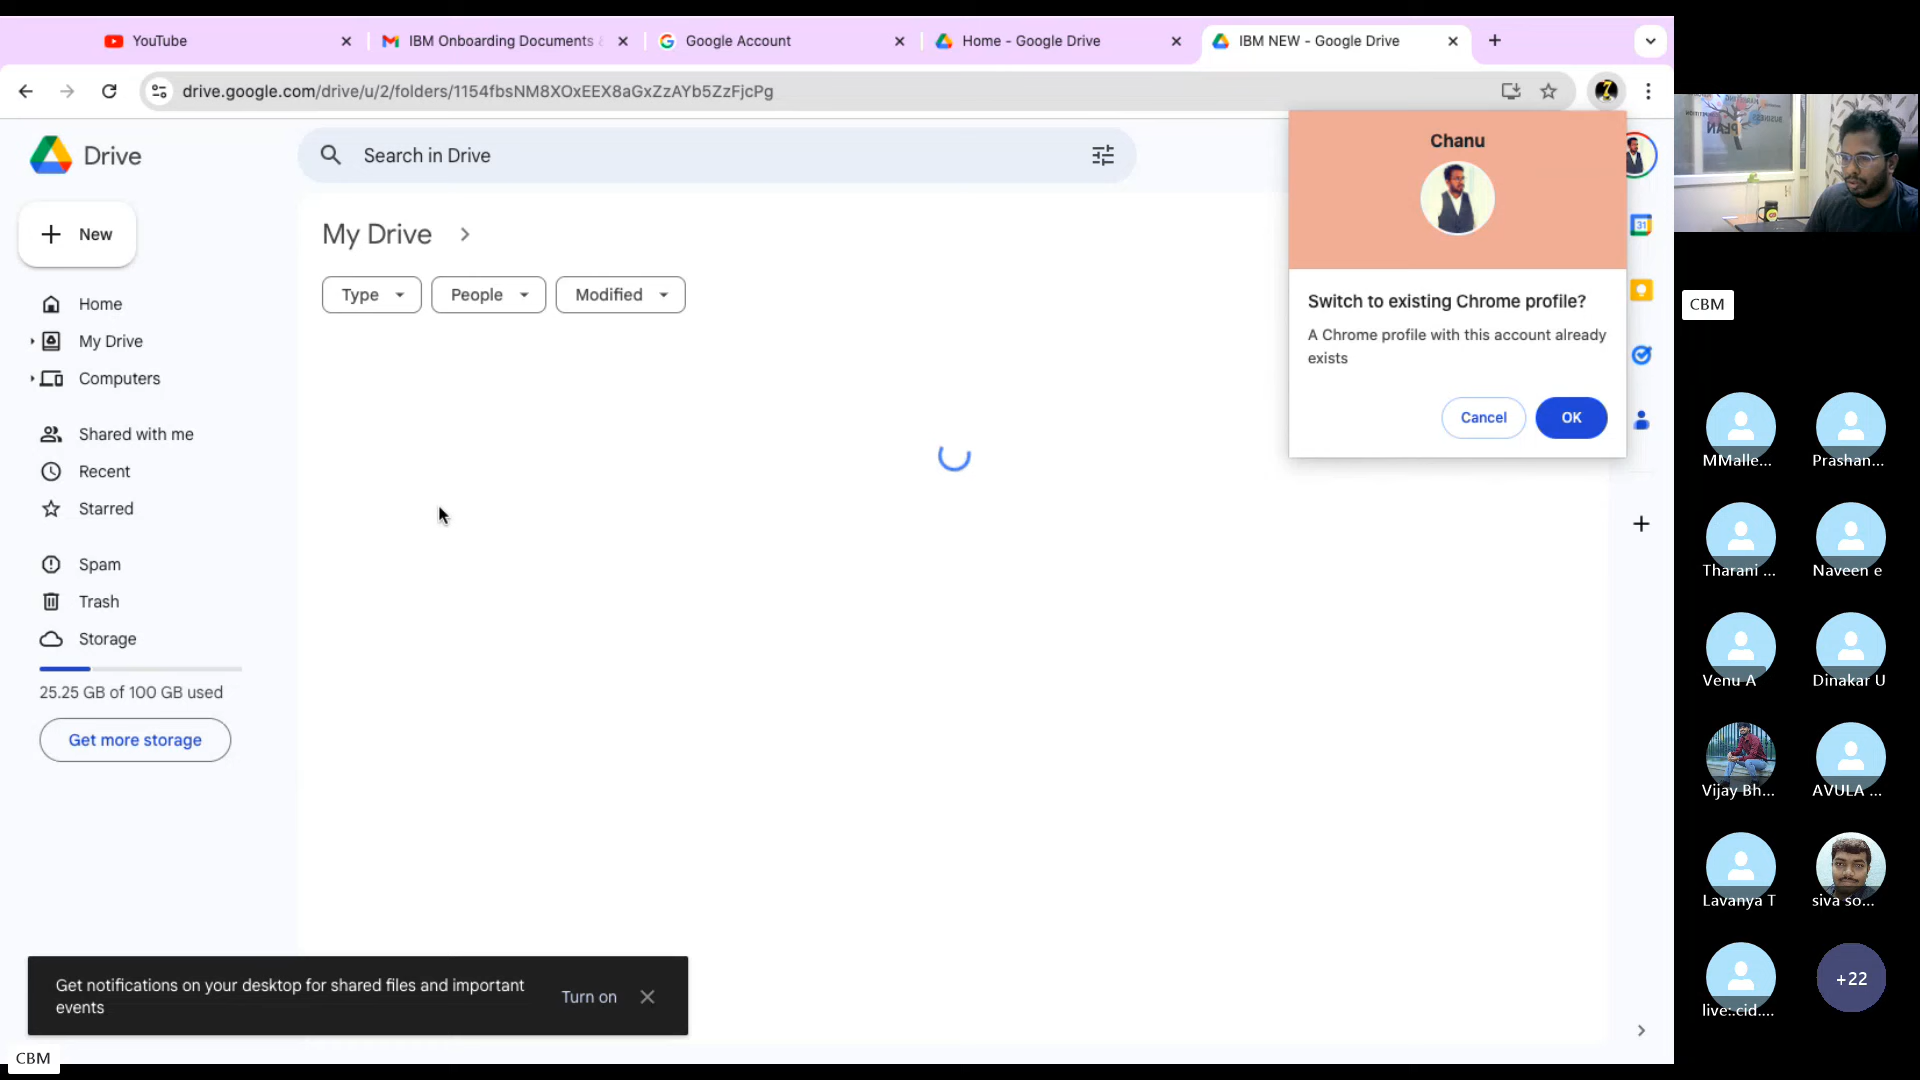 YouTube
IBM Onboarding Documents
Google Account
Home - Google Drive
IBM NEW - Google Drive
drive.google.com/drive/u/2/folders/1154fbsNM8XOxEEX8aGxZzAYb5ZzFjcPg
Drive
Search in Drive
New
Home
My Drive
Computers
Shared with me
Recent
Starred
Spam
Trash
Storage
25.25 GB of 100 GB used
Get more storage
My Drive
Type
People
Modified
Chanu
Switch to existing Chrome profile?
A Chrome profile with this account already
exists
Cancel
OK
31
Get notifications on your desktop for shared files and important
events
Turn on
CBM
PLAN
CBM
MMalle...
Prashan...
Tharani ...
Naveen e
Venu A
Dinakar U
Vijay Bh...
AVULA ...
Lavanya T
siva so...
live:.cid....
+22